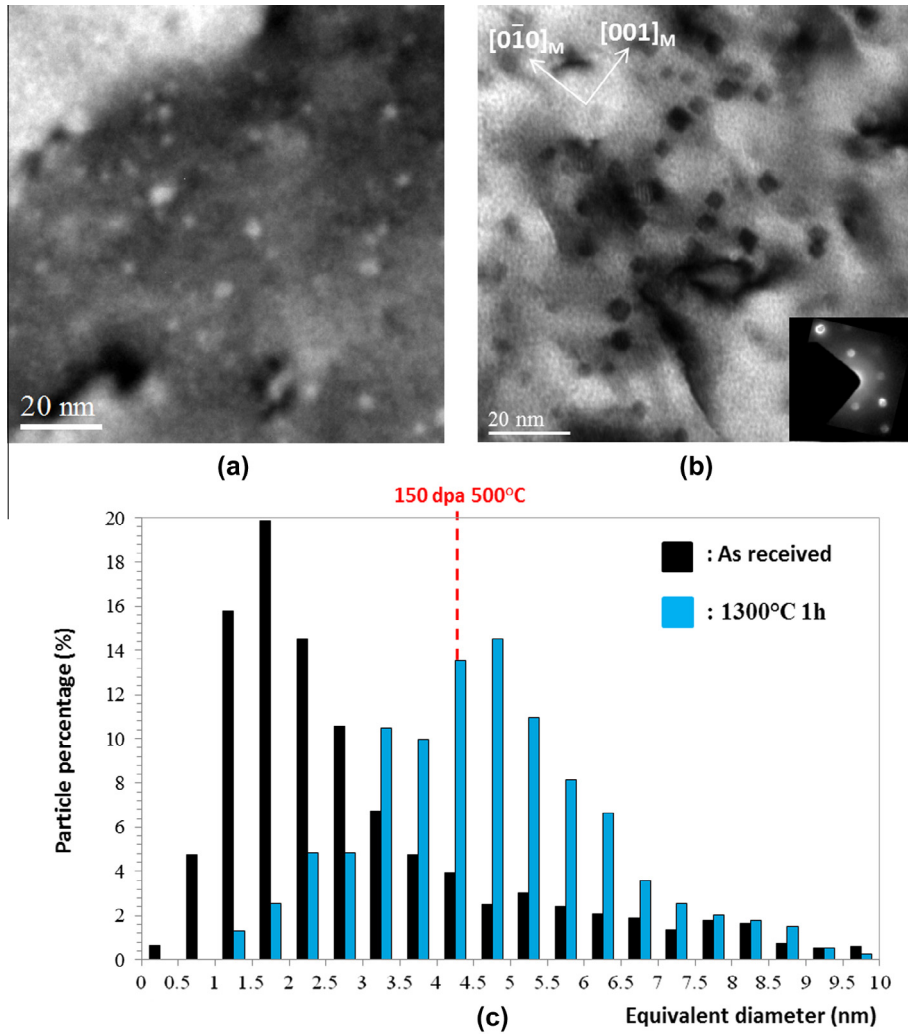 [01̅0]M [001]M
20 nm
20 nm
(a) (b)
150 dpa 500°C
20
18
16
14
12
10
8
6
4
2
0
Particle percentage (%)
: As received
: 1300°C 1h
0 0.5 1 1.5 2 2.5 3 3.5 4 4.5 5 5.5 6 6.5 7 7.5 8 8.5 9 9.5 10
(c) Equivalent diameter (nm)